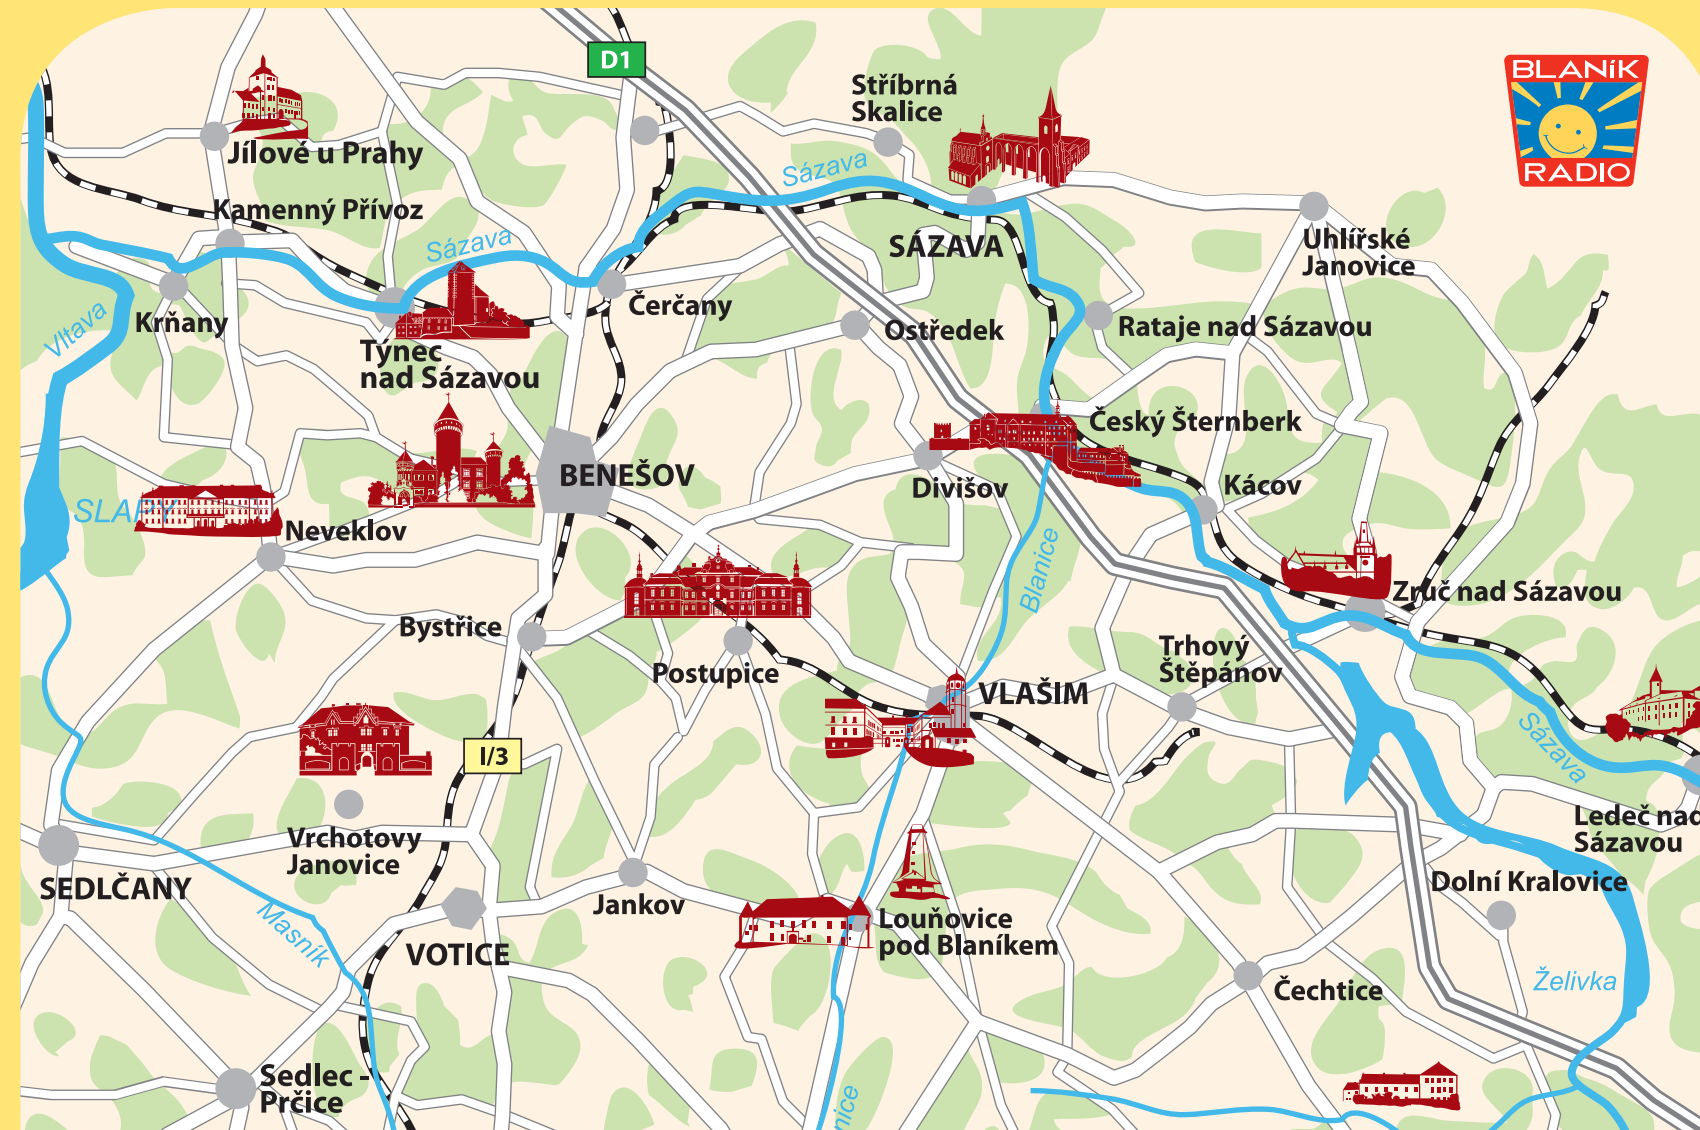 D1
BLANíK
RADIO
Stříbrná
Skalice
Jílové u Prahy
Sázava
Kamenný Přívoz
Sázava
SÁZAVA
Uhlířské
Janovice
Vltava
Krňany
Čerčany
Ostředek
Rataje nad Sázavou
Týnec
nad Sázavou
Český Šternberk
BENEŠOV
Divišov
Kácov
SLAPY
Neveklov
Blanice
Zruč nad Sázavou
Bystřice
Postupice
Trhový
Štěpánov
VLAŠIM
I/3
Sázava
Vrchotovy
Janovice
Ledeč nad
Sázavou
SEDLČANY
Jankov
Dolní Kralovice
Louňovice
pod Blaníkem
Masník
VOTICE
Želivka
Čechtice
Sedlec -
Prčice
nice